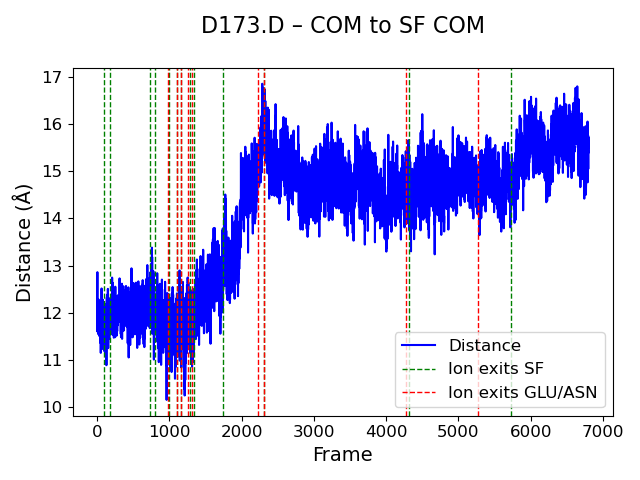 D173.D – COM to SF COM
17
16
15
14
13
12
11
10
Distance (Å)
Distance
Ion exits SF
Ion exits GLU/ASN
0 1000 2000 3000 4000 5000 6000 7000
Frame